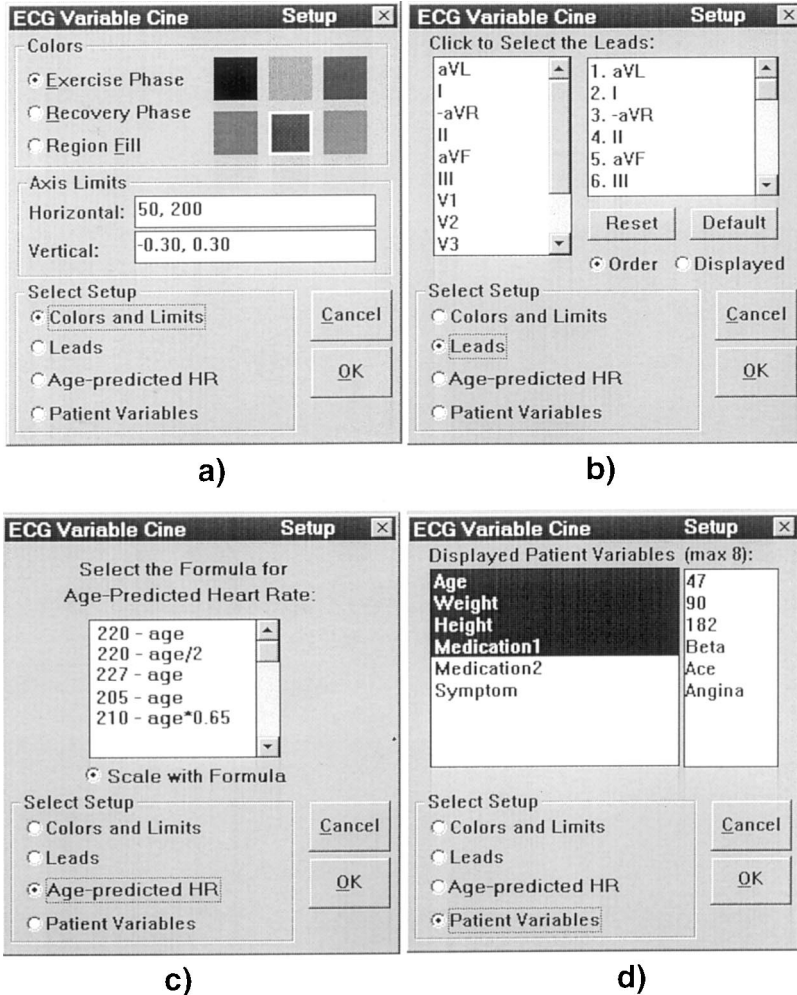 ECG Variable Cine Setup
Colors
Exercise Phase
Recovery Phase
Region Fill
Axis Limits
Horizontal: 50, 200
Vertical: -0.30, 0.30
Select Setup
Colors and Limits
Leads
Age-predicted HR
Patient Variables
Cancel
OK
a)
ECG Variable Cine Setup
Click to Select the Leads:
aVL
I
-aVR
II
aVF
III
V1
V2
V3
1. aVL
2. I
3. -aVR
4. II
5. aVF
6. III
Reset Default
Order Displayed
Select Setup
Colors and Limits
Leads
Age-predicted HR
Patient Variables
Cancel
OK
b)
ECG Variable Cine Setup
Select the Formula for
Age-Predicted Heart Rate:
220 - age
220 - age/2
227 - age
205 - age
210 - age*0.65
Scale with Formula
Select Setup
Colors and Limits
Leads
Age-predicted HR
Patient Variables
Cancel
OK
c)
ECG Variable Cine Setup
Displayed Patient Variables (max 8):
Age 47
Weight 90
Height 182
Medication1 Beta
Medication2 Ace
Symptom Angina
Select Setup
Colors and Limits
Leads
Age-predicted HR
Patient Variables
Cancel
OK
d)